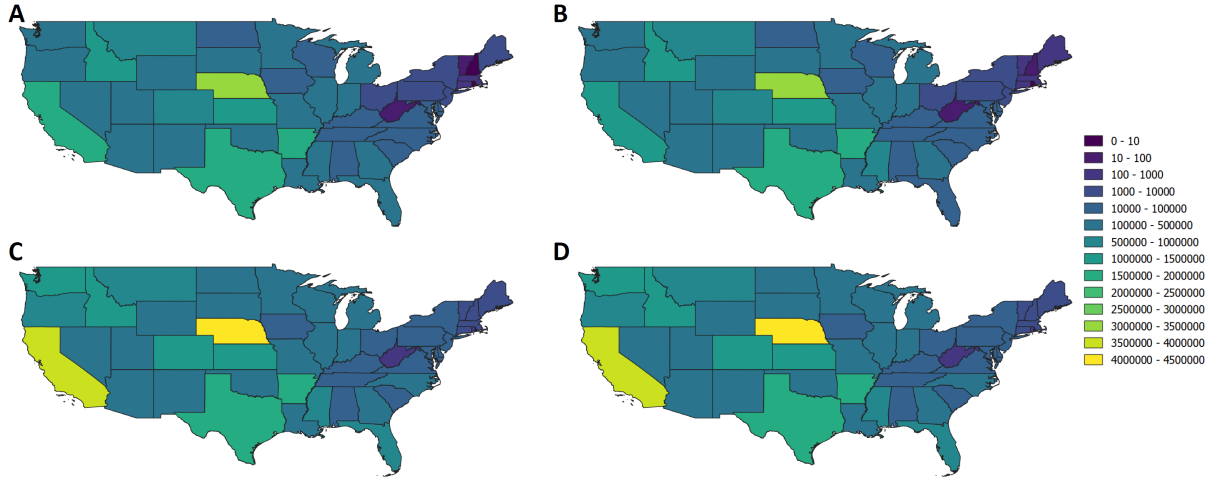 A
B
C
D
0 - 10
10 - 100
100 - 1000
1000 - 10000
10000 - 100000
100000 - 500000
500000 - 1000000
1000000 - 1500000
1500000 - 2000000
2000000 - 2500000
2500000 - 3000000
3000000 - 3500000
3500000 - 4000000
4000000 - 4500000